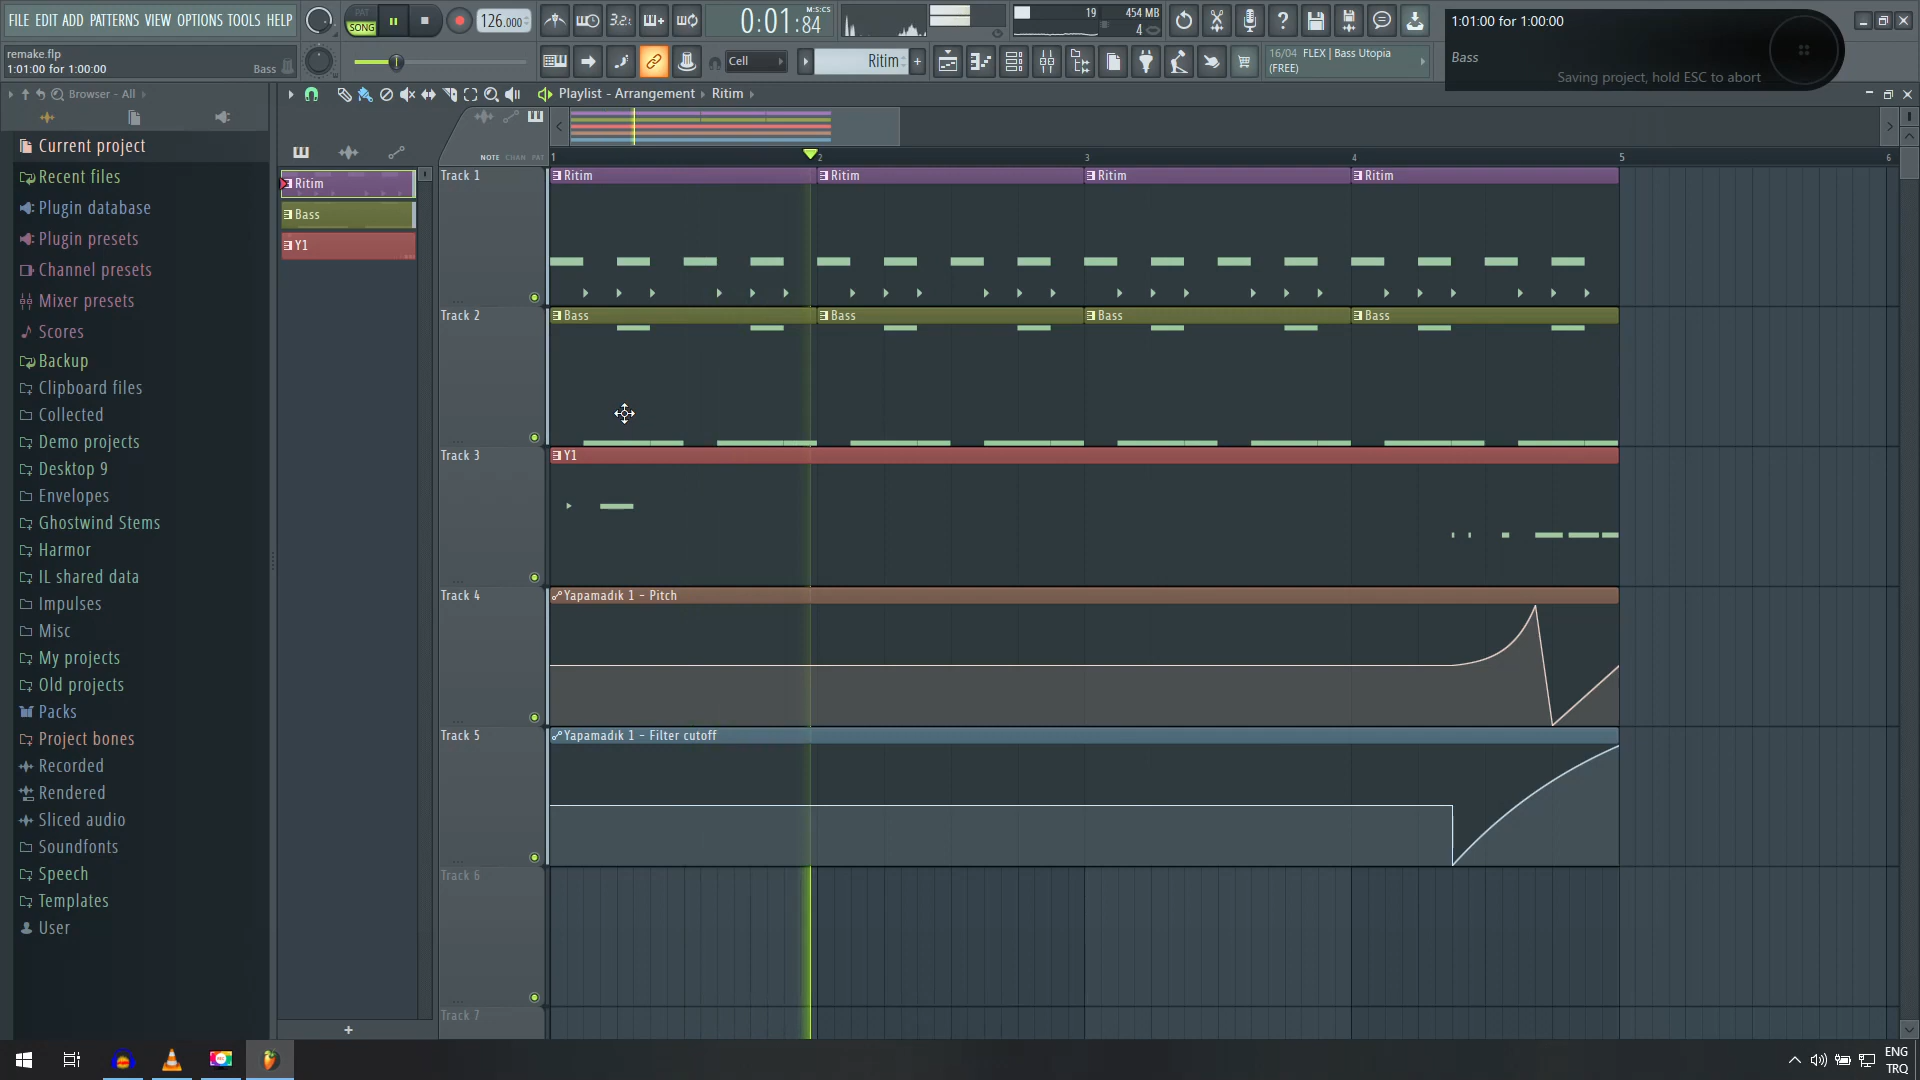 FILE EDIT ADD PATTERNS VIEW OPTIONS TOOLS HELP
PAT
SONG
126.000
3.2
0:01:84
M:S:CS
19
454 MB
4
1:01:00 for 1:00:00
Bass
Saving project, hold ESC to abort
remake.flp
1:01:00 for 1:00:00
Bass
Cell
Ritim
16/04 FLEX | Bass Utopia
(FREE)
Browser - All
Playlist - Arrangement
Ritim
NOTE CHAN PAT
1
2
3
4
5
6
Current project
Recent files
Plugin database
Plugin presets
Channel presets
Mixer presets
Scores
Backup
Clipboard files
Collected
Demo projects
Desktop 9
Envelopes
Ghostwind Stems
Harmor
IL shared data
Impulses
Misc
My projects
Old projects
Packs
Project bones
Recorded
Rendered
Sliced audio
Soundfonts
Speech
Templates
User
Ritim
Bass
Y1
Track 1
Ritim
Ritim
Ritim
Ritim
Track 2
Bass
Bass
Bass
Bass
Track 3
Y1
Track 4
Yapamadık 1 - Pitch
Track 5
Yapamadık 1 - Filter cutoff
Track 6
Track 7
ENG
TRQ